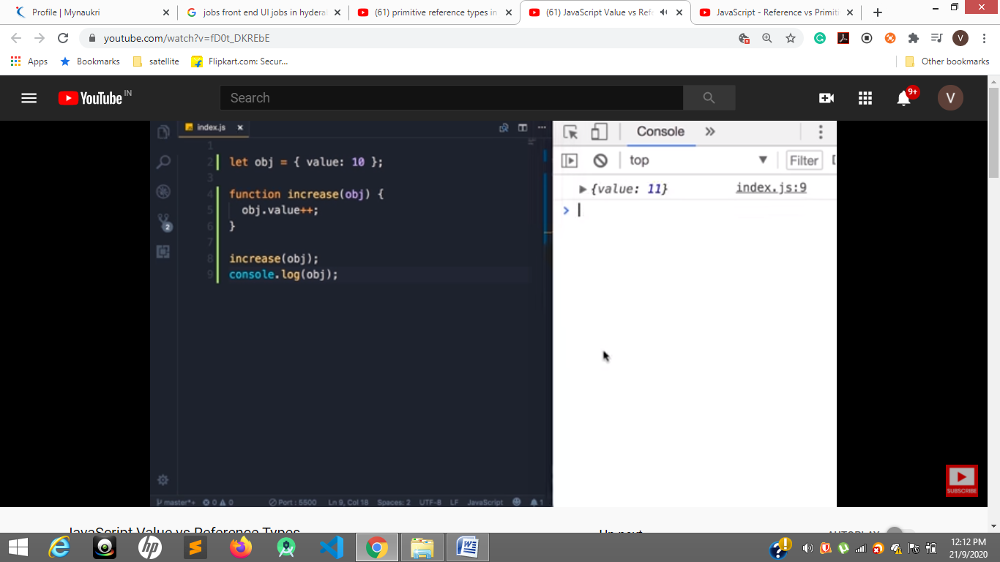 Profile | Mynaukri
jobs front end UI jobs in hydera
(61) primitive reference types in
(61) JavaScript Value vs Ref
JavaScript - Reference vs Primiti
youtube.com/watch?v=fD0t_DKREbE
V
Apps
Bookmarks
satellite
Flipkart.com: Secur...
Other bookmarks
YouTube IN
Search
9+
V
index.js
1
2 let obj = { value: 10 };
3
4 function increase(obj) {
5 obj.value++;
6 }
7
8 increase(obj);
9 console.log(obj);
2
Console
top
Filter
{value: 11}
index.js:9
master*+
0
0
Port : 5500
Ln 9, Col 18
Spaces: 2
UTF-8
LF
JavaScript
1
SUBSCRIBE
JavaScript Value vs Reference Types
Up next
AUTOPLAY
12:12 PM
21/9/2020